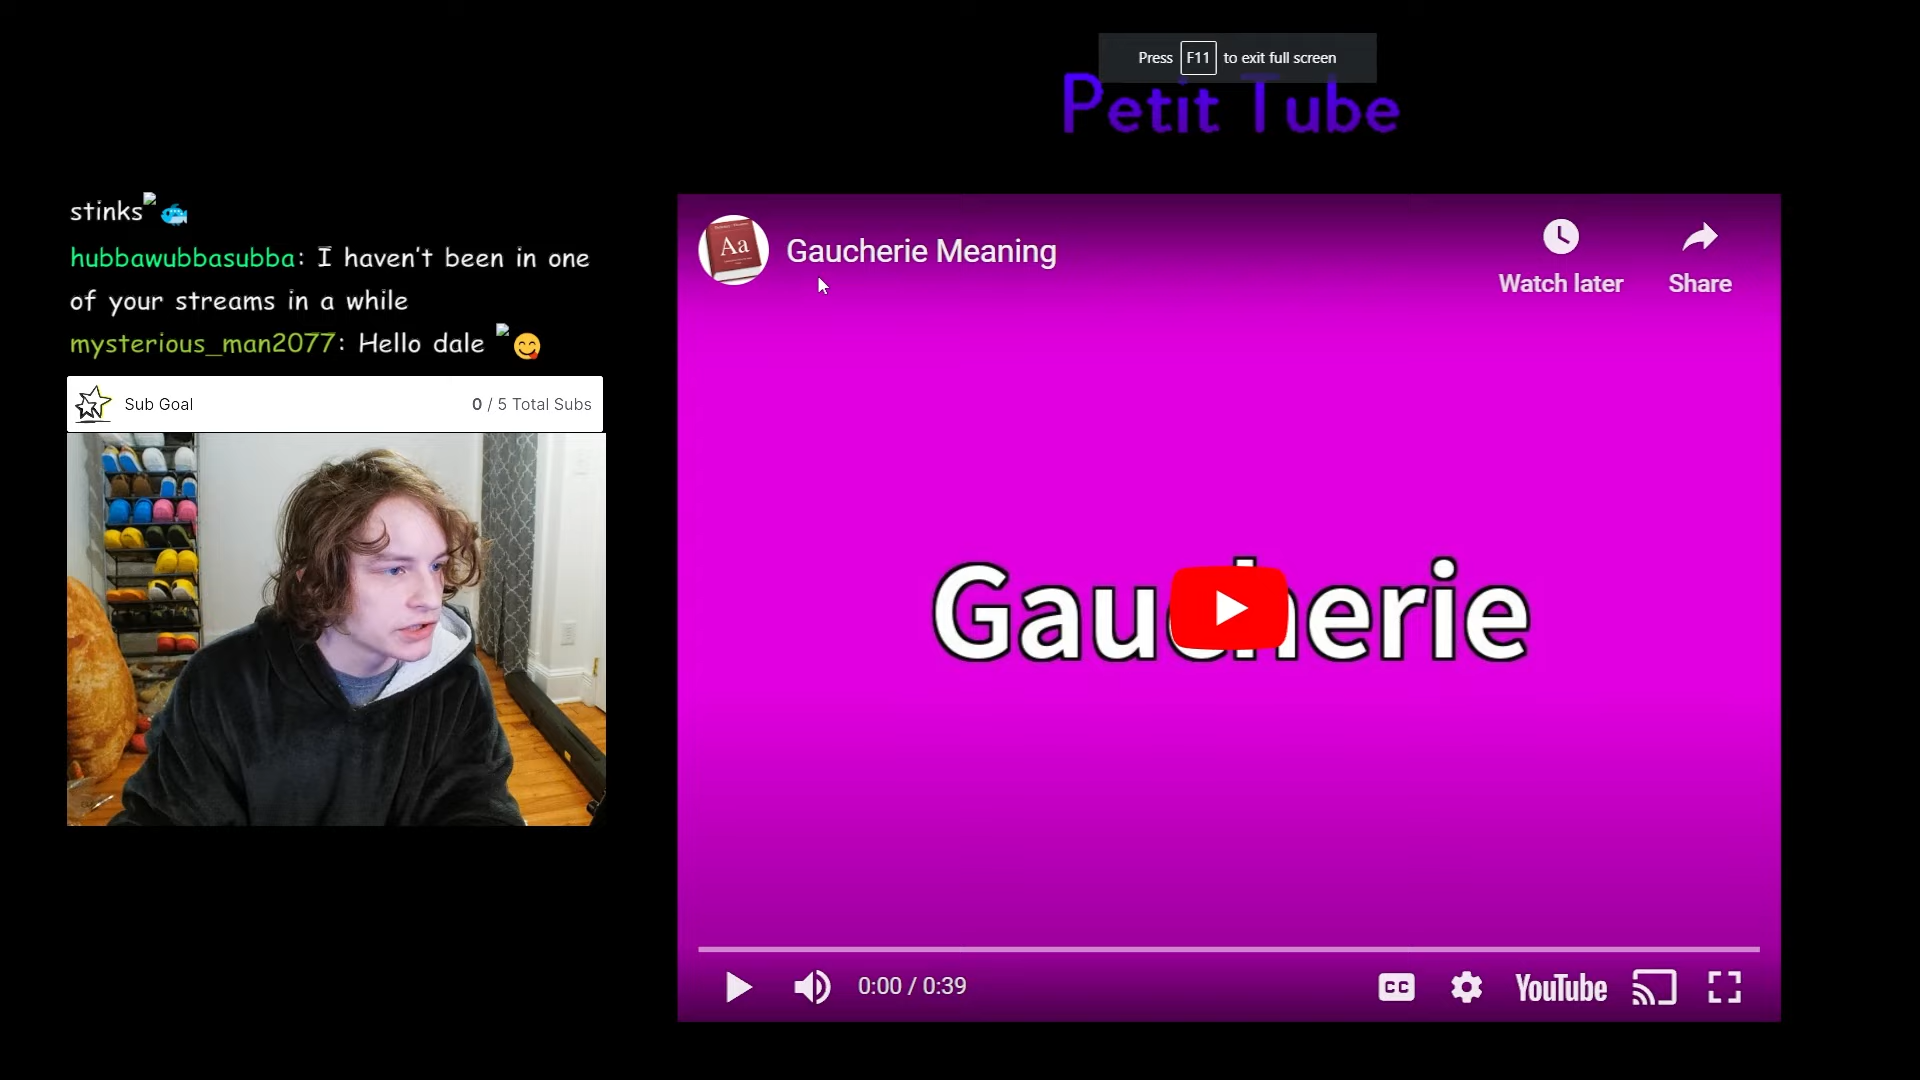 Press F11 to exit full screen
Petit Tube
stinks
hubbawubbasubba: I haven't been in one
of your streams in a while
mysterious_man2077: Hello dale
Sub Goal
0 / 5 Total Subs
Aa
Gaucherie Meaning
Watch later
Share
Gaucherie
0:00 / 0:39
CC
YouTube